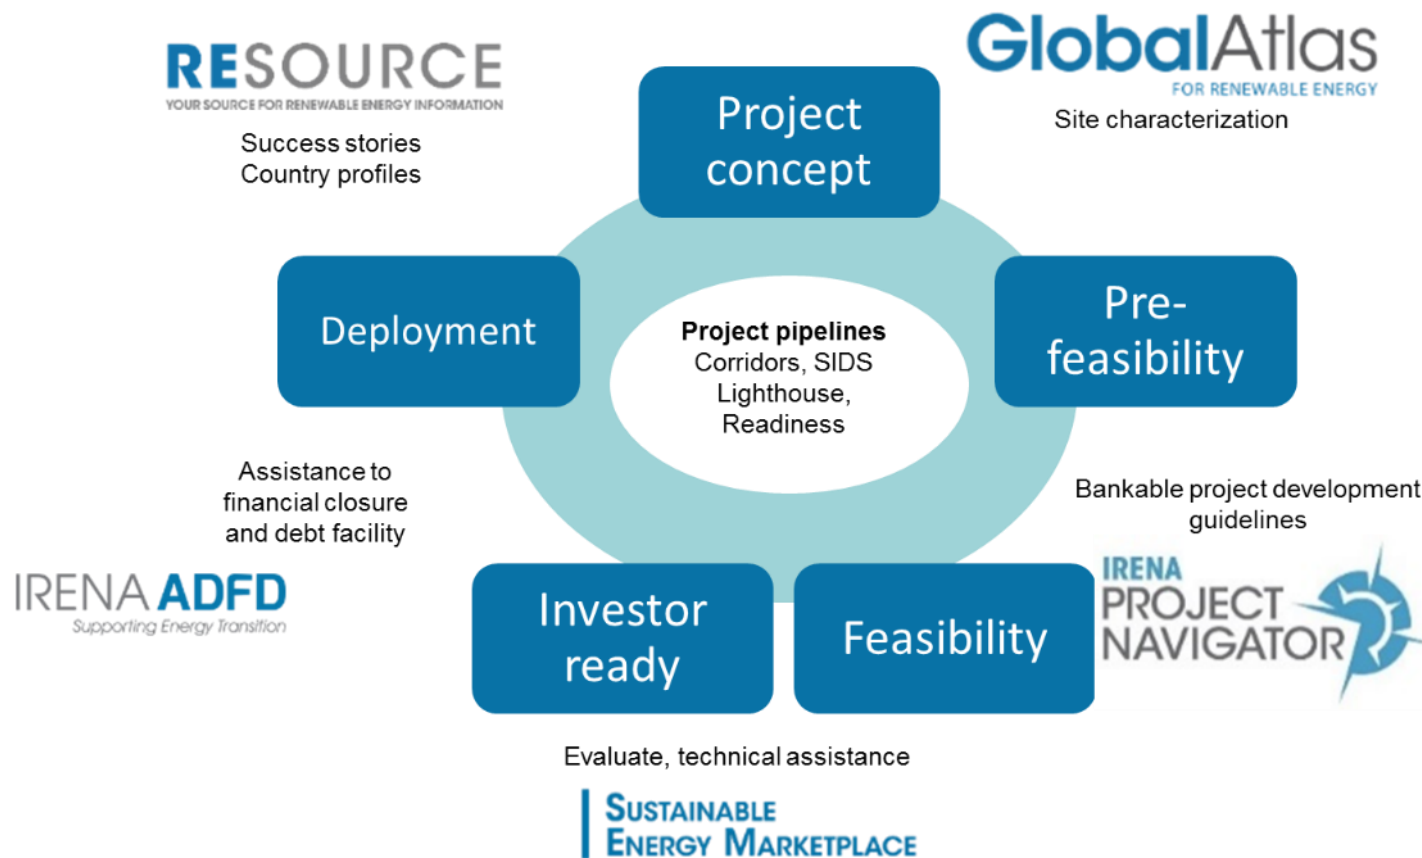 RESOURCE
YOUR SOURCE FOR RENEWABLE ENERGY INFORMATION
Success stories
Country profiles
GlobalAtlas
FOR RENEWABLE ENERGY
Site characterization
Project
concept
Pre-
feasibility
Deployment
Project pipelines
Corridors, SIDS
Lighthouse,
Readiness
Assistance to
financial closure
and debt facility
IRENA ADFD
Supporting Energy Transition
Bankable project development
guidelines
IRENA
PROJECT
NAVIGATOR
Investor
ready
Feasibility
Evaluate, technical assistance
SUSTAINABLE
ENERGY MARKETPLACE